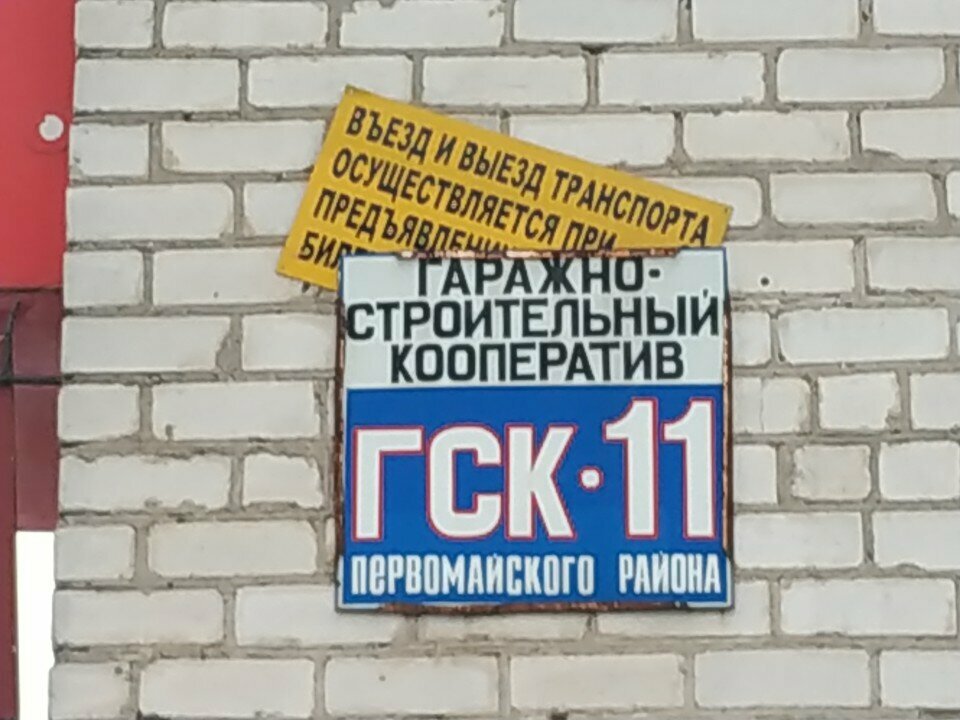 ВЪЕЗД И ВЫЕЗД ТРАНСПОРТА
ОСУЩЕСТВЛЯЕТСЯ ПРИ
ГАРАЖНО-
СТРОИТЕЛЬНЫЙ
КООПЕРАТИВ
ГСК·11
ПЕРВОМАЙСКОГО РАЙОНА